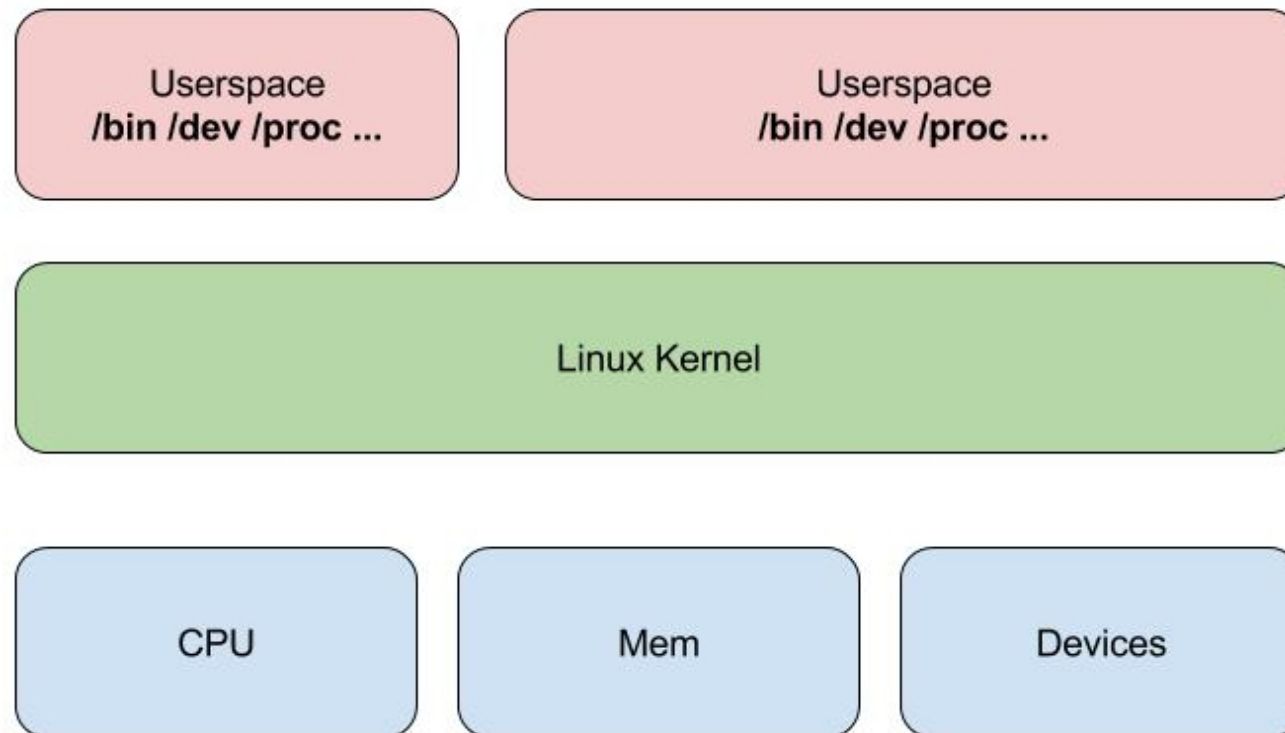 Userspace
/bin /dev /proc ...
Userspace
/bin /dev /proc ...
Linux Kernel
CPU
Mem
Devices